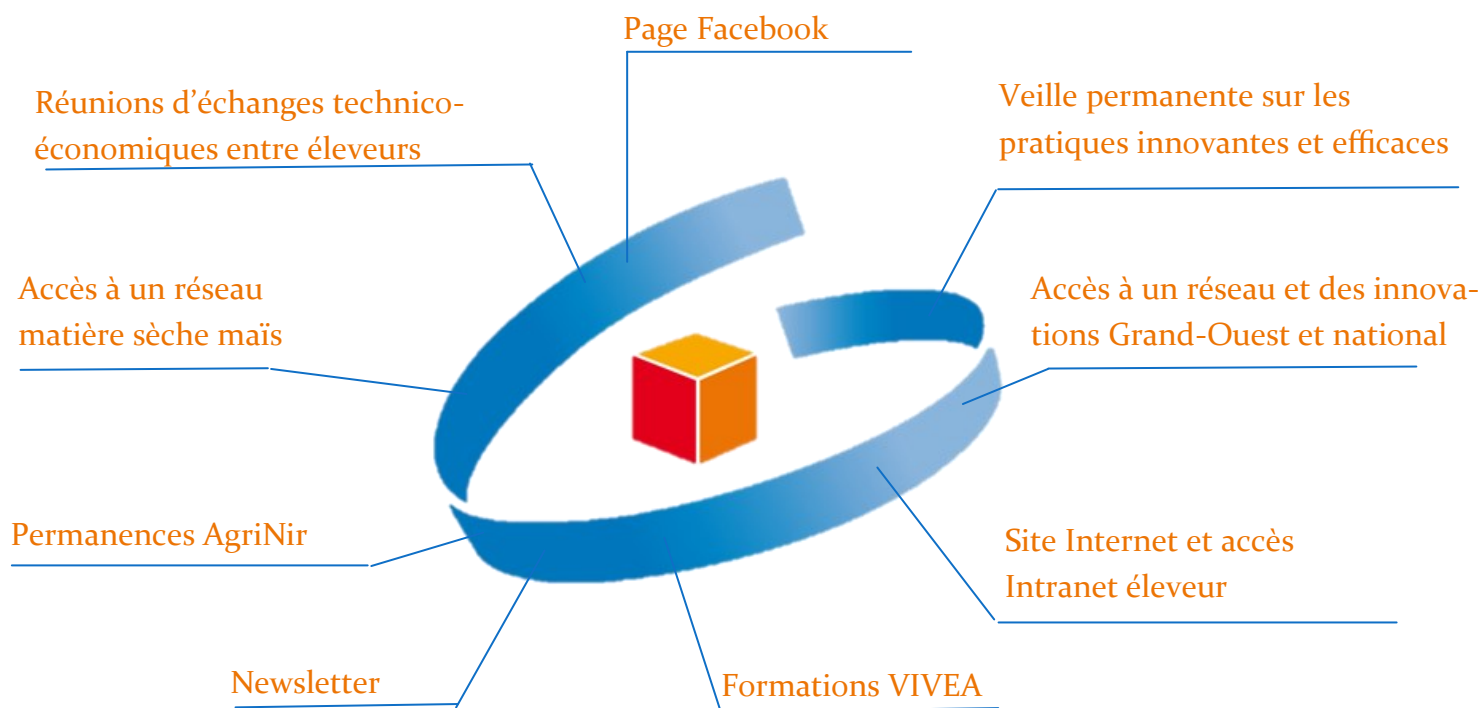 Page Facebook
Réunions d'échanges technico-
économiques entre éleveurs
Veille permanente sur les
pratiques innovantes et efficaces
Accès à un réseau
matière sèche maïs
Accès à un réseau et des innova-
tions Grand-Ouest et national
Permanences AgriNir
Site Internet et accès
Intranet éleveur
Newsletter
Formations VIVEA